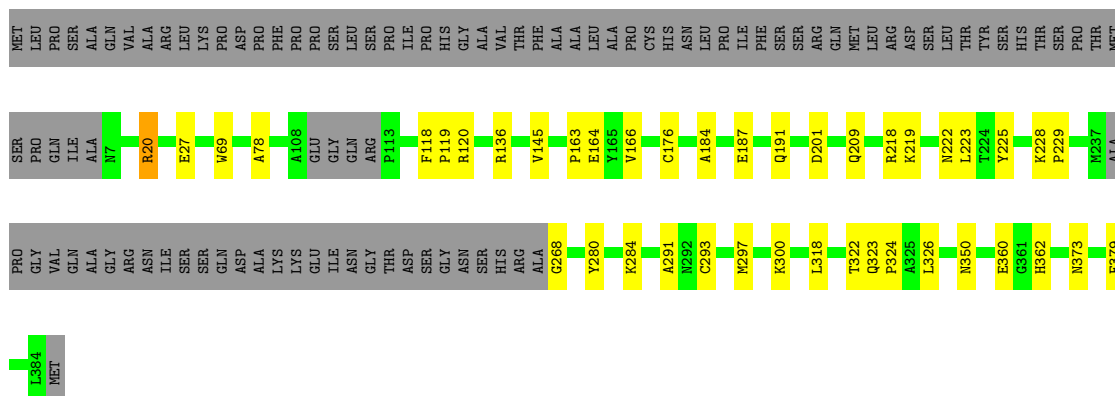 MET LEU PRO SER ALA GLN VAL ALA ARG LEU LYS PRO ASP PRO PHE PRO PRO SER LEU SER PRO ILE PRO HIS GLY ALA VAL THR PHE ALA ALA LEU ALA PRO CYS HIS ASN LEU PRO ILE PHE SER SER ARG GLN MET LEU ARG ASP SER LEU THR TYR SER HIS THR SER PRO THR MET
SER PRO GLN ILE ALA N7 R20 E27 W69 A78 A108 GLU GLY GLN ARG P113 F118 P119 R120 R136 V145 P163 E164 Y165 V166 C176 A184 E187 Q191 D201 Q209 R218 K219 N222 L223 T224 Y225 K228 P229 M237 ALA
PRO GLY VAL GLN ALA GLY ARG ASN ILE SER SER GLN ASP ALA LYS LYS GLU ILE ASN GLY THR ASP SER GLY ASN SER HIS ARG ALA G268 Y280 K284 A291 N292 C293 M297 K300 L318 T322 Q323 P324 A325 L326 N350 E360 G361 H362 N373
L384 MET